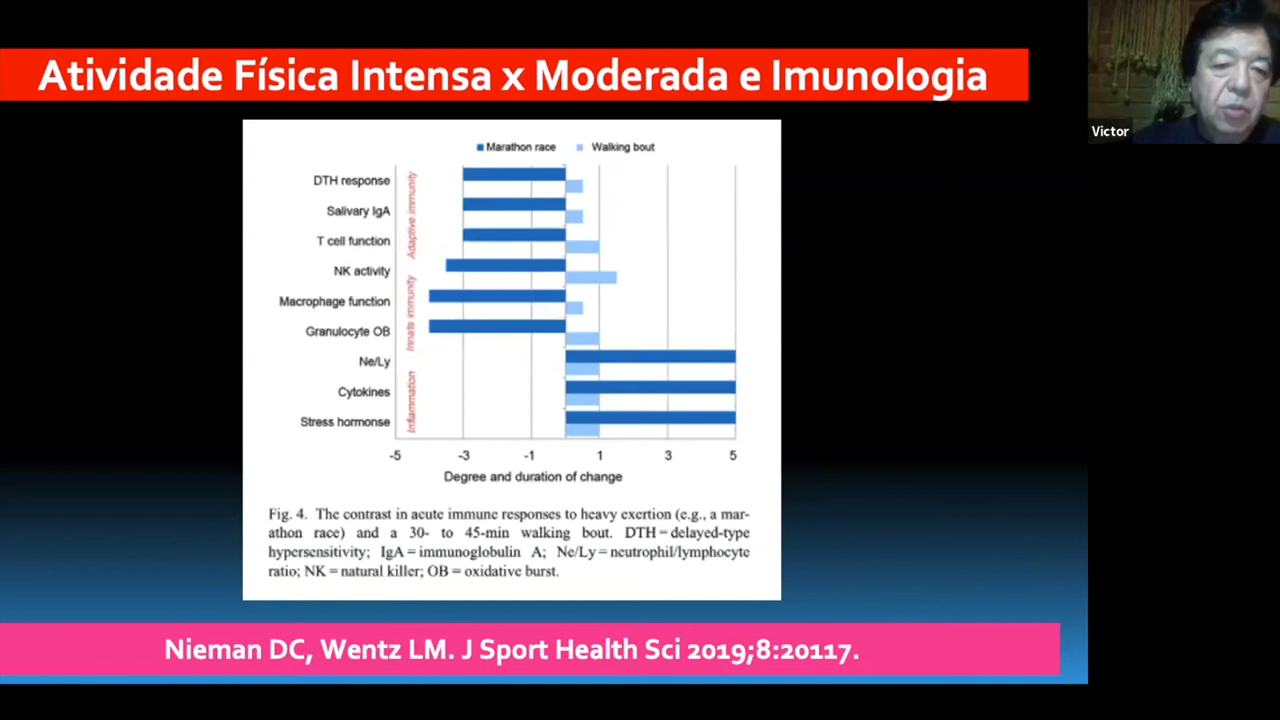 Atividade Física Intensa x Moderada e Imunologia
Victor
Marathon race Walking bout
DTH response
Salivary IgA
T cell function
NK activity
Macrophage function
Granulocyte OB
Ne/Ly
Cytokines
Stress hormonse
Adaptive immunity
Innats immunity
Inflammation
-5 -3 -1 1 3 5
Degree and duration of change
Fig. 4. The contrast in acute immune responses to heavy exertion (e.g., a mar-
athon race) and a 30- to 45-min walking bout. DTH = delayed-type
hypersensitivity; IgA = immunoglobulin A; Ne/Ly = neutrophil/lymphocyte
ratio; NK = natural killer; OB = oxidative burst.
Nieman DC, Wentz LM. J Sport Health Sci 2019;8:20117.